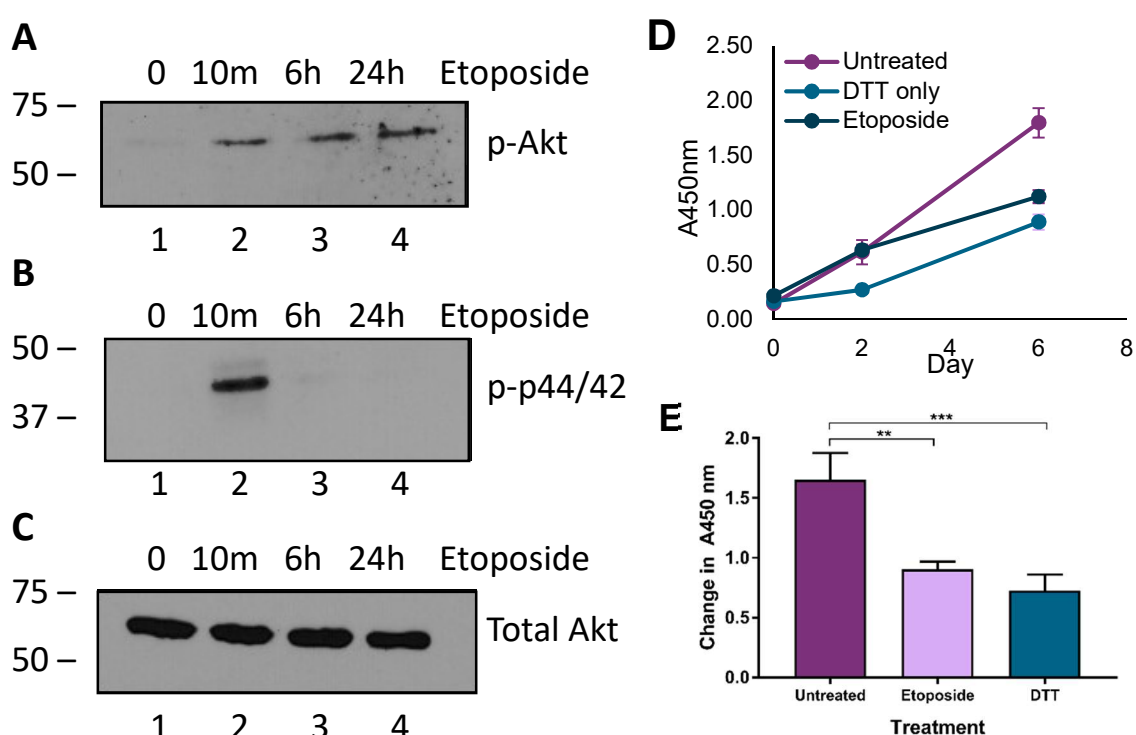 A
0 10m 6h 24h Etoposide
75 –
p-Akt
50 –
1 2 3 4
B
0 10m 6h 24h Etoposide
50 –
p-p44/42
37 –
1 2 3 4
C
0 10m 6h 24h Etoposide
75 –
Total Akt
50 –
1 2 3 4
D
2.50
2.00
1.50
1.00
0.50
0.00
A450nm
Untreated
DTT only
Etoposide
0 2 4 6 8
Day
E
***
**
2.0
1.5
1.0
0.5
0.0
Change in A450 nm
Untreated Etoposide DTT
Treatment